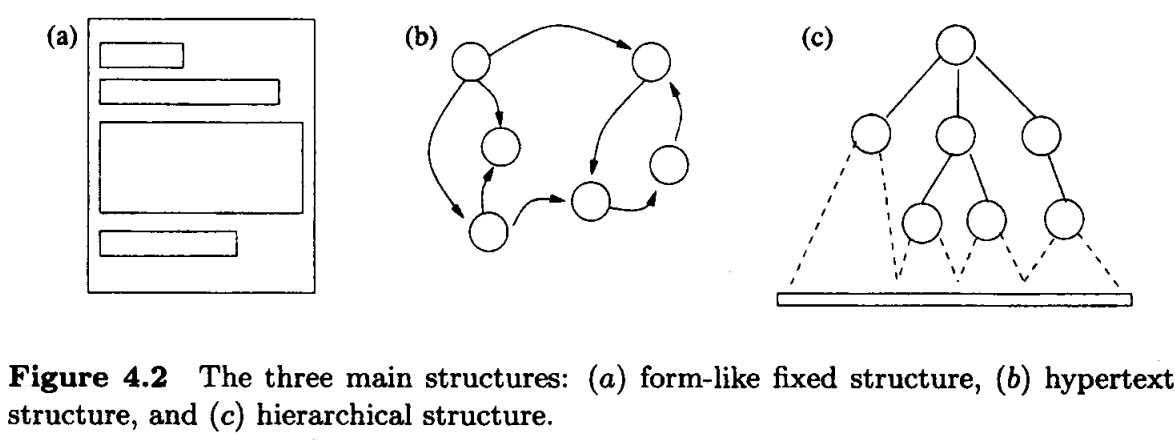 (a)
(b)
(c)
Figure 4.2 The three main structures: (a) form-like fixed structure, (b) hypertext
structure, and (c) hierarchical structure.